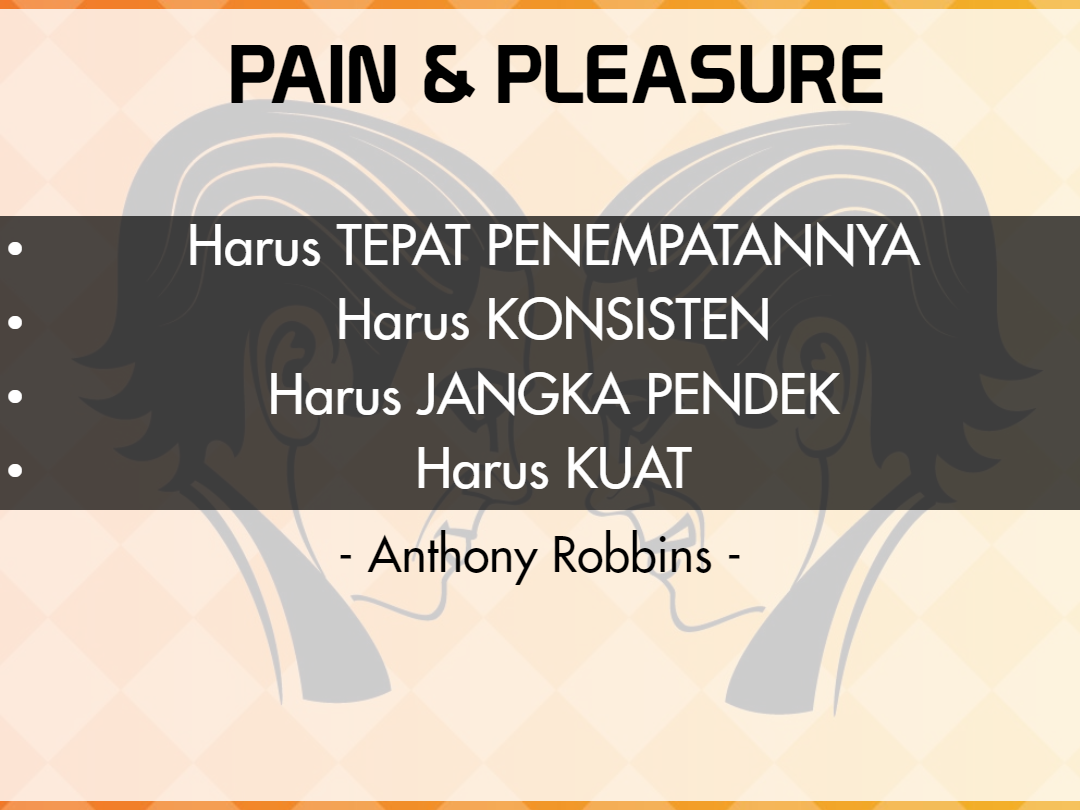 PAIN & PLEASURE
• Harus TEPAT PENEMPATANNYA
• Harus KONSISTEN
• Harus JANGKA PENDEK
• Harus KUAT
- Anthony Robbins -